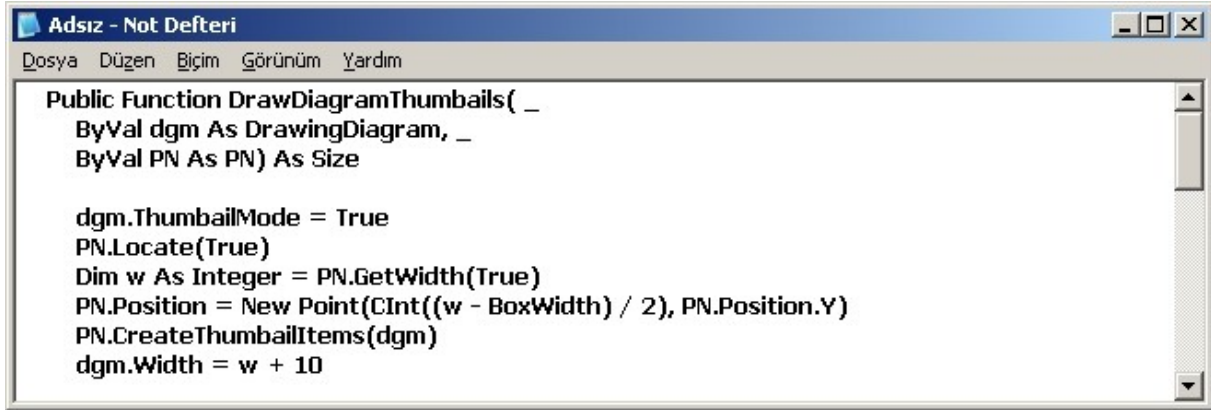 Adsız - Not Defteri
Dosya Düzen Biçim Görünüm Yardım
Public Function DrawDiagramThumbails( _
ByVal dgm As DrawingDiagram, _
ByVal PN As PN) As Size
dgm.ThumbailMode = True
PN.Locate(True)
Dim w As Integer = PN.GetWidth(True)
PN.Position = New Point(CInt((w - BoxWidth) / 2), PN.Position.Y)
PN.CreateThumbailItems(dgm)
dgm.Width = w + 10